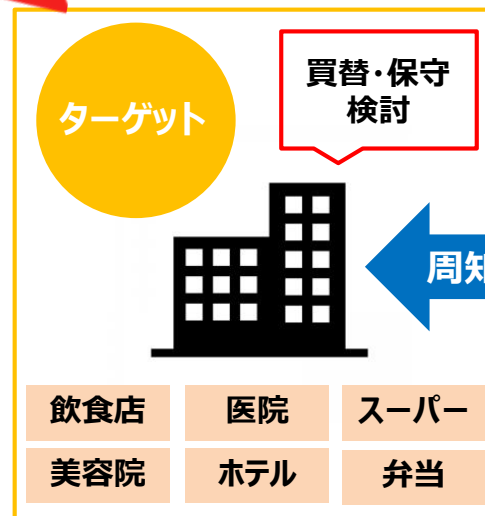 ターゲット
買替・保守
検討
周知
飲食店
医院
スーパー
美容院
ホテル
弁当